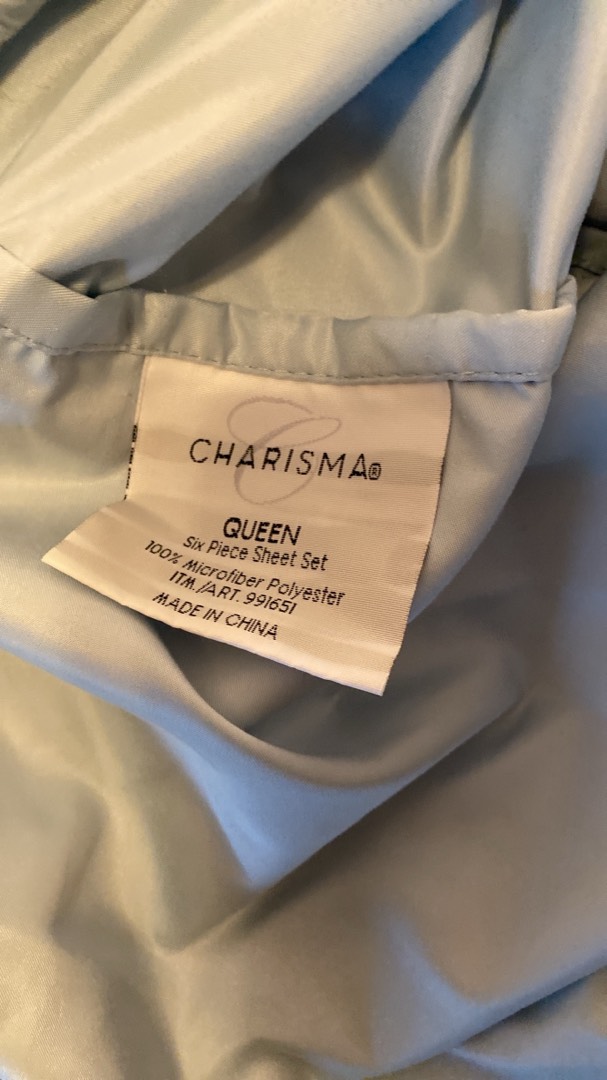 CHARISMA®
QUEEN
Six Piece Sheet Set
100% Microfiber Polyester
ITM./ART. 991651
MADE IN CHINA